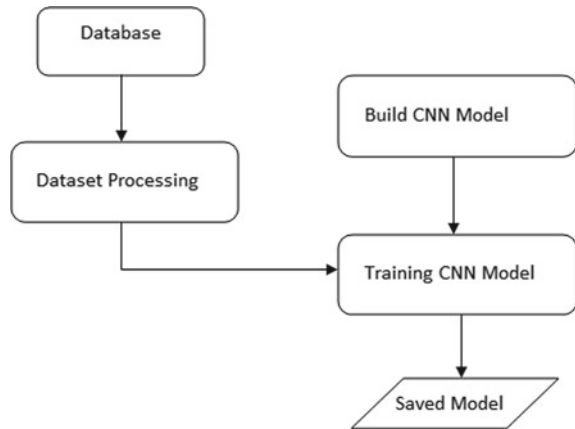 Database
Build CNN Model
Dataset Processing
Training CNN Model
Saved Model